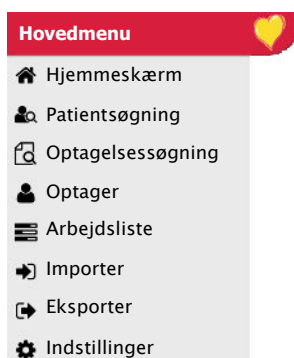 Hovedmenu
Hjemmeskærm
Patientsøgning
Optagelsessøgning
Optager
Arbejdsliste
Importer
Eksporter
Indstillinger